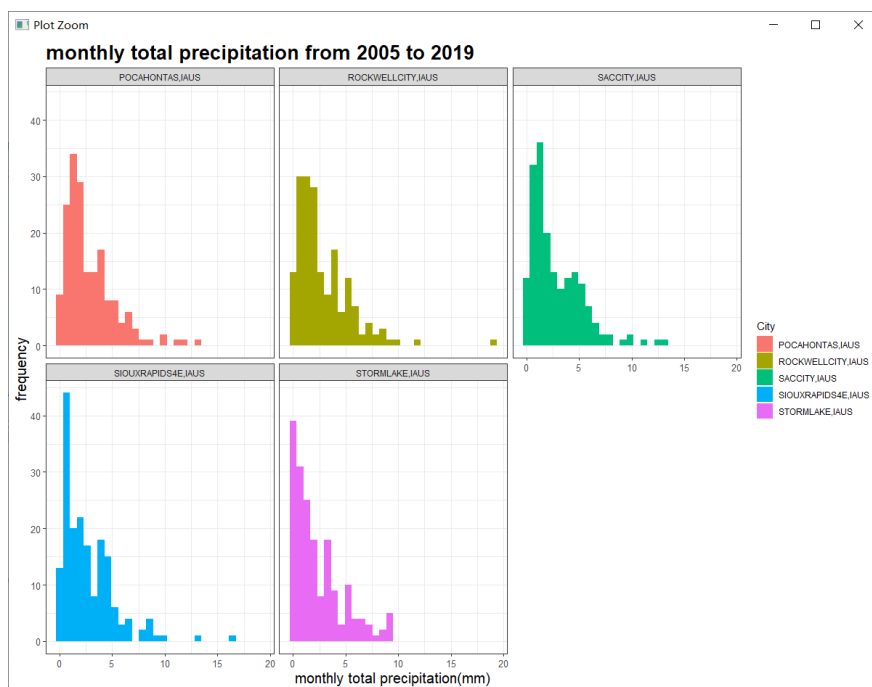 Plot Zoom
monthly total precipitation from 2005 to 2019
POCAHONTAS,IAUS
ROCKWELLCITY,IAUS
SACCITY,IAUS
40
30
20
10
0
0 5 10 15 20
frequency
SIOUXRAPIDS4E,IAUS
STORMLAKE,IAUS
40
30
20
10
0
0 5 10 15 20
0 5 10 15 20
monthly total precipitation(mm)
City
POCAHONTAS,IAUS
ROCKWELLCITY,IAUS
SACCITY,IAUS
SIOUXRAPIDS4E,IAUS
STORMLAKE,IAUS